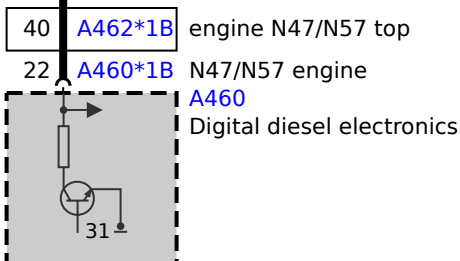 40 A462*1B engine N47/N57 top
22 A460*1B N47/N57 engine
A460
Digital diesel electronics
31